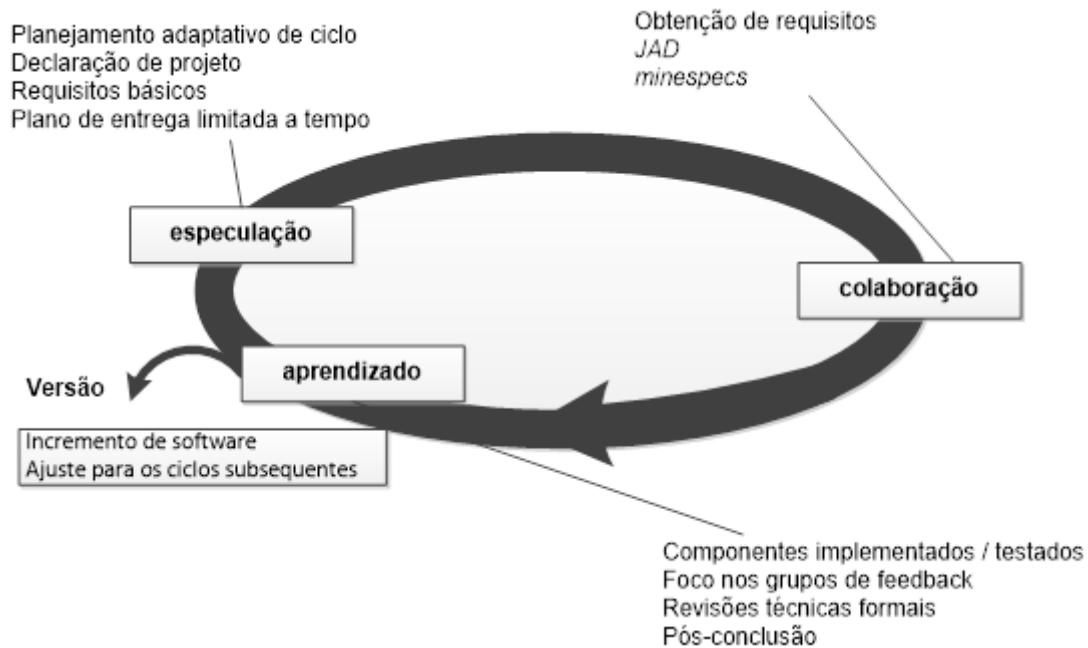 Planejamento adaptativo de ciclo
Declaração de projeto
Requisitos básicos
Plano de entrega limitada a tempo
Obtenção de requisitos
JAD
minespecs
especulação
colaboração
aprendizado
Versão
Incremento de software
Ajuste para os ciclos subsequentes
Componentes implementados / testados
Foco nos grupos de feedback
Revisões técnicas formais
Pós-conclusão